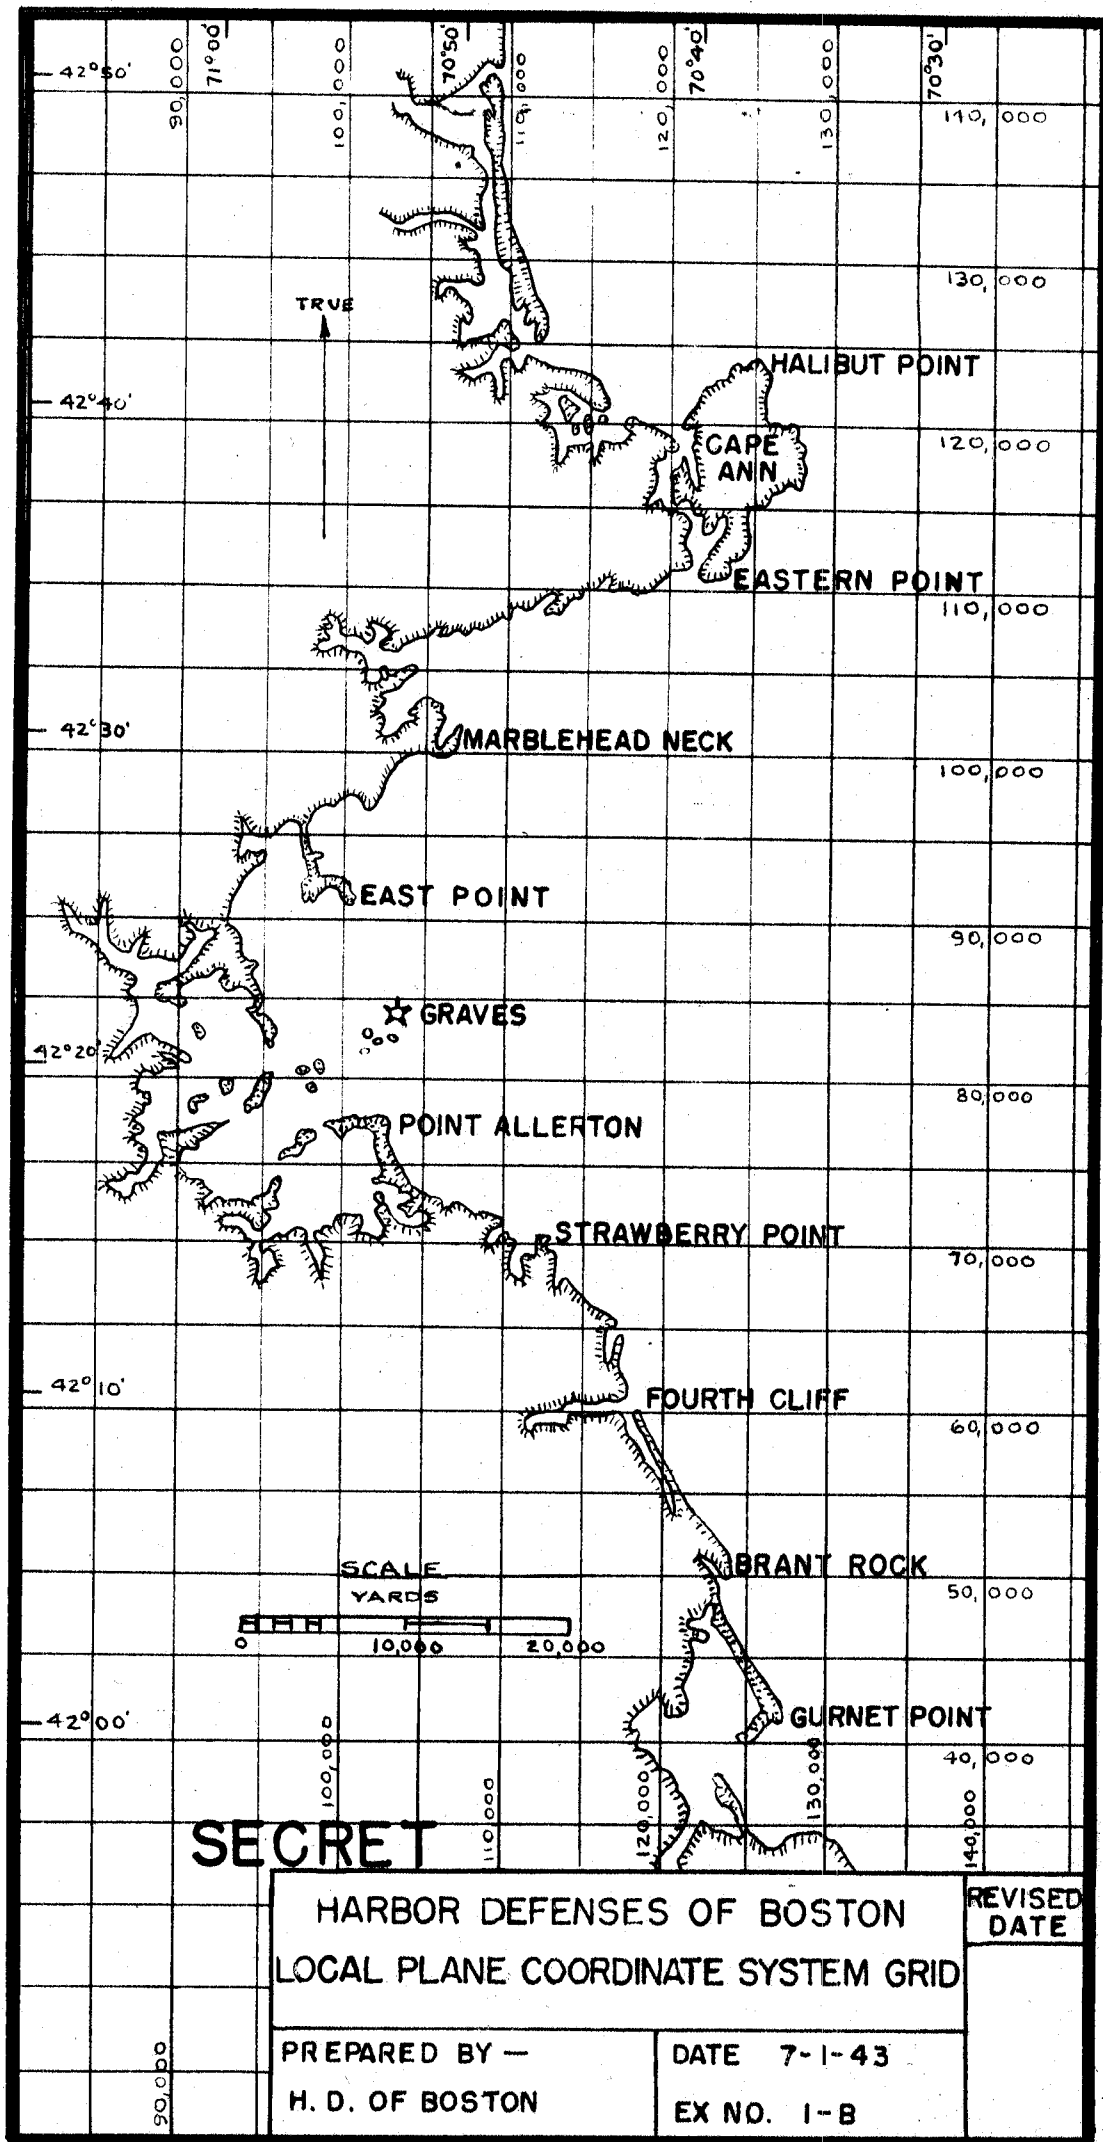 42°50'
90,000
71°00'
100,000
70°50'
110,000
120,000
70°40'
130,000
70°30'
140,000
130,000
TRUE
HALIBUT POINT
42°40'
120,000
CAPE
ANN
EASTERN POINT
110,000
42°30'
MARBLEHEAD NECK
100,000
EAST POINT
90,000
GRAVES
42°20'
80,000
POINT ALLERTON
STRAWBERRY POINT
70,000
42°10'
FOURTH CLIFF
60,000
BRANT ROCK
50,000
SCALE
YARDS
0 10,000 20,000
42°00'
GURNET POINT
40,000
100,000
110,000
120,000
130,000
140,000
SECRET
HARBOR DEFENSES OF BOSTON
LOCAL PLANE COORDINATE SYSTEM GRID
REVISED
DATE
PREPARED BY —
H. D. OF BOSTON
DATE 7-1-43
EX NO. 1-B
90,000